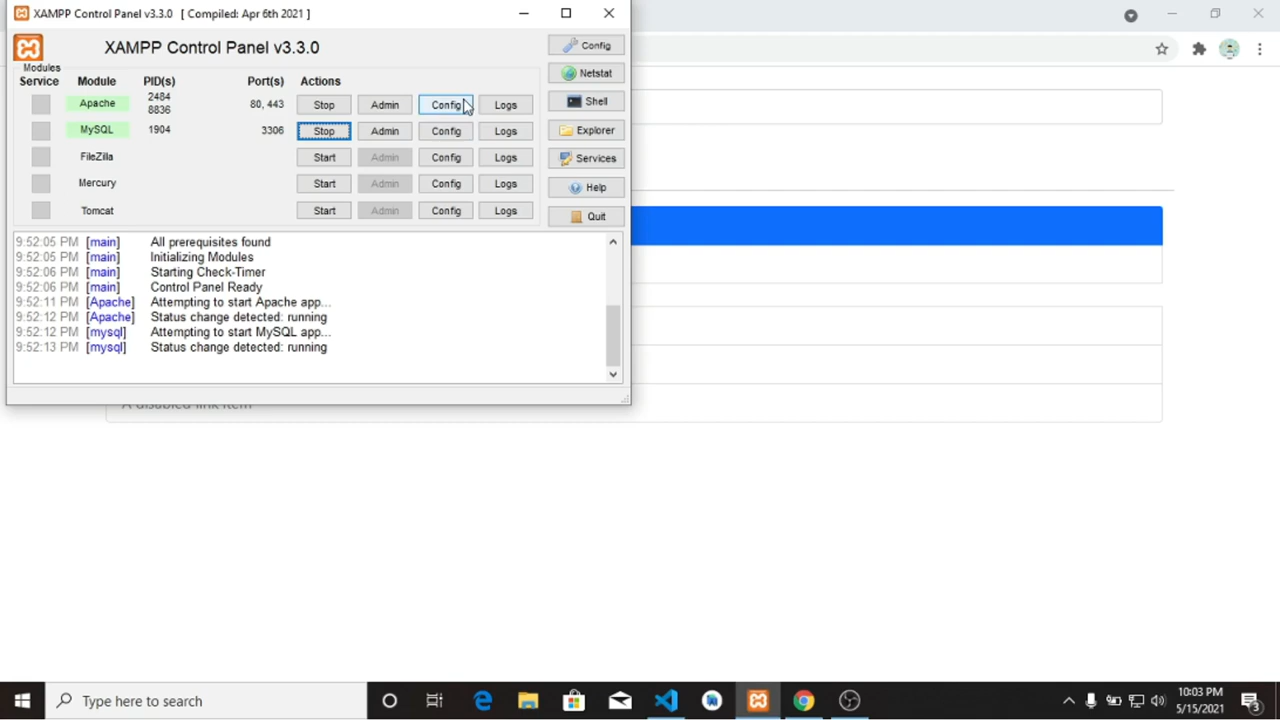 XAMPP Control Panel v3.3.0 [ Compiled: Apr 6th 2021 ]
XAMPP Control Panel v3.3.0
Config
Modules
Service Module PID(s) Port(s) Actions
Netstat
Apache 2484 8836 80, 443 Stop Admin Config Logs
Shell
MySQL 1904 3306 Stop Admin Config Logs
Explorer
FileZilla Start Admin Config Logs
Services
Mercury Start Admin Config Logs
Help
Tomcat Start Admin Config Logs
Quit
9:52:05 PM [main] All prerequisites found
9:52:05 PM [main] Initializing Modules
9:52:06 PM [main] Starting Check-Timer
9:52:06 PM [main] Control Panel Ready
9:52:11 PM [Apache] Attempting to start Apache app...
9:52:12 PM [Apache] Status change detected: running
9:52:12 PM [mysql] Attempting to start MySQL app...
9:52:13 PM [mysql] Status change detected: running
A disabled link item
Type here to search
10:03 PM
5/15/2021
3